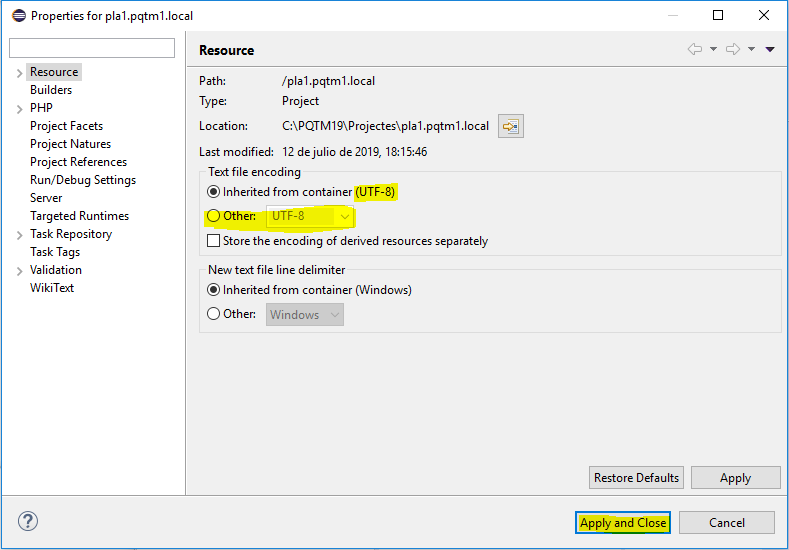 Properties for pla1.pqtm1.local
Resource
Builders
PHP
Project Facets
Project Natures
Project References
Run/Debug Settings
Server
Targeted Runtimes
Task Repository
Task Tags
Validation
WikiText
Resource
Path: /pla1.pqtm1.local
Type: Project
Location: C:\PQTM19\Projectes\pla1.pqtm1.local
Last modified: 12 de julio de 2019, 18:15:46
Text file encoding
Inherited from container (UTF-8)
Other: UTF-8
Store the encoding of derived resources separately
New text file line delimiter
Inherited from container (Windows)
Other: Windows
Restore Defaults Apply
? Apply and Close Cancel